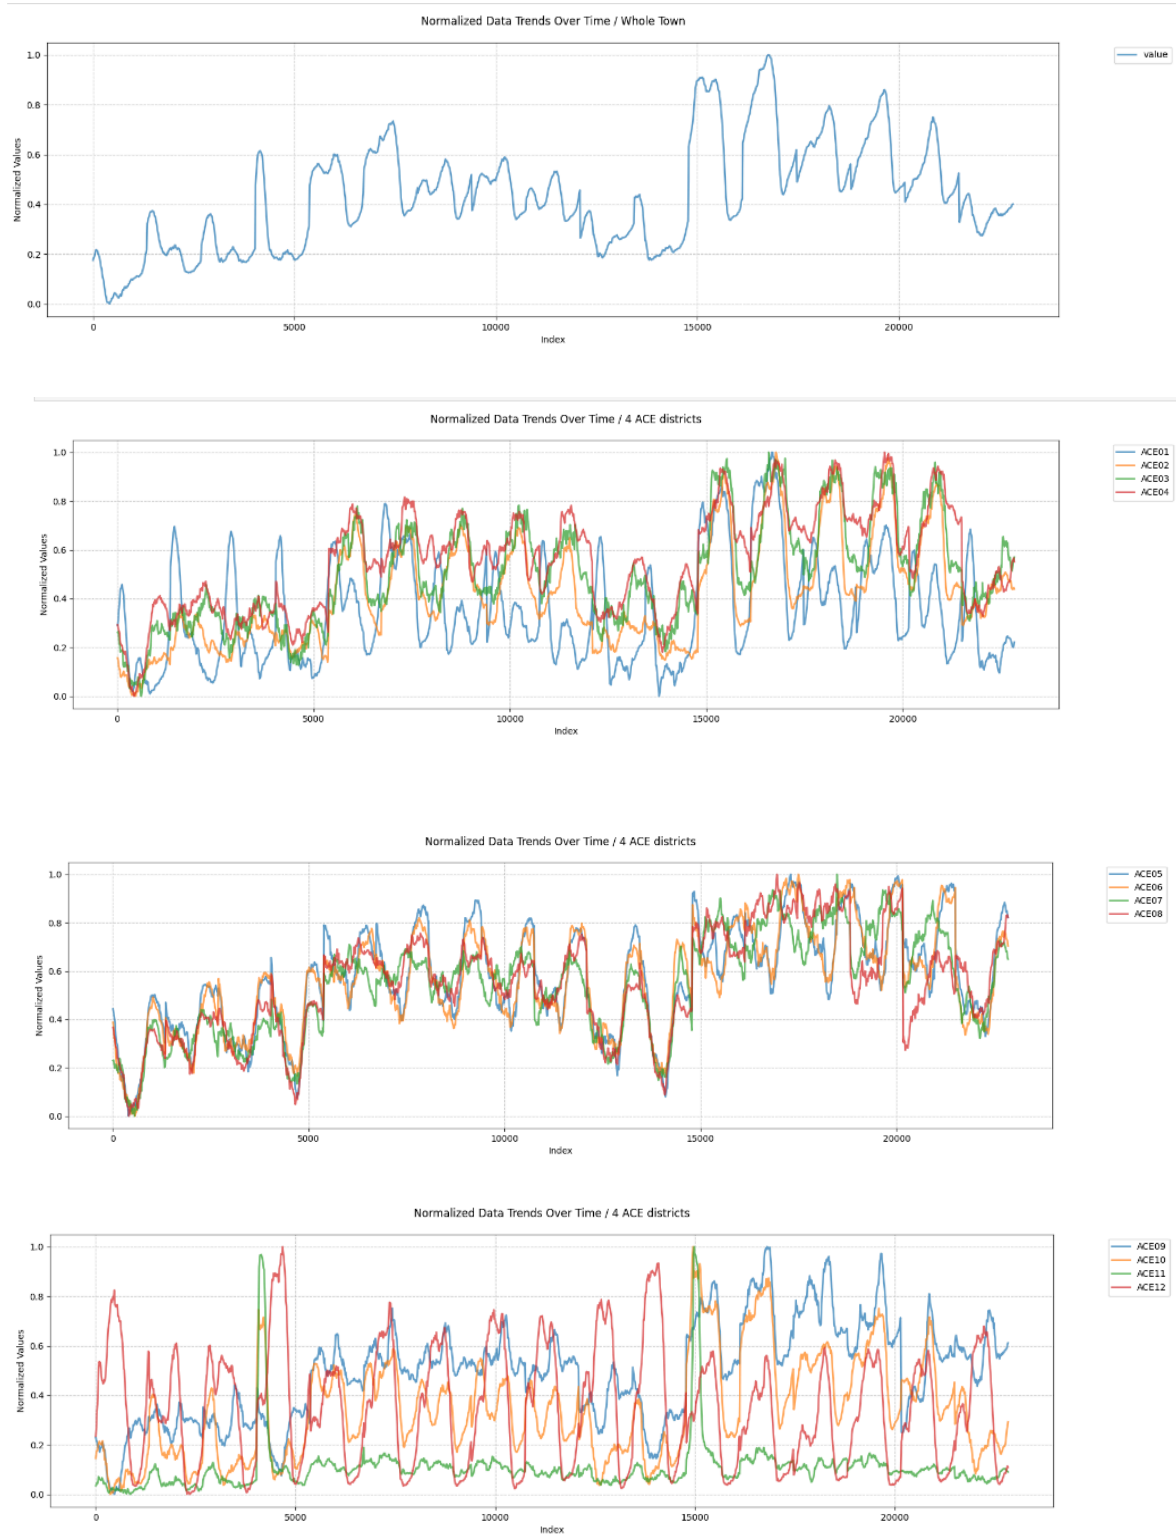 Normalized Data Trends Over Time / Whole Town
value
1.0
0.8
0.6
0.4
0.2
0.0
Normalized Values
0 5000 10000 15000 20000
Index
Normalized Data Trends Over Time / 4 ACE districts
ACE01
ACE02
ACE03
ACE04
1.0
0.8
0.6
0.4
0.2
0.0
Normalized Values
0 5000 10000 15000 20000
Index
Normalized Data Trends Over Time / 4 ACE districts
ACE05
ACE06
ACE07
ACE08
1.0
0.8
0.6
0.4
0.2
0.0
Normalized Values
0 5000 10000 15000 20000
Index
Normalized Data Trends Over Time / 4 ACE districts
ACE09
ACE10
ACE11
ACE12
1.0
0.8
0.6
0.4
0.2
0.0
Normalized Values
0 5000 10000 15000 20000
Index